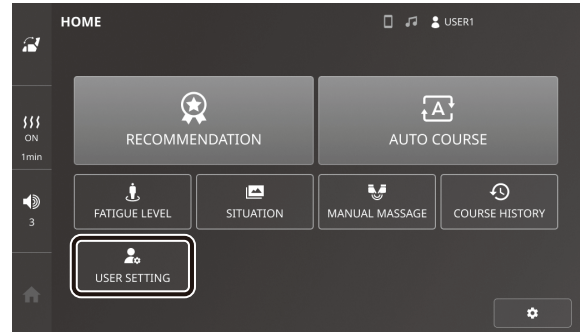 HOME
USER1
ON
1min
3
RECOMMENDATION
A
AUTO COURSE
FATIGUE LEVEL
SITUATION
MANUAL MASSAGE
COURSE HISTORY
USER SETTING